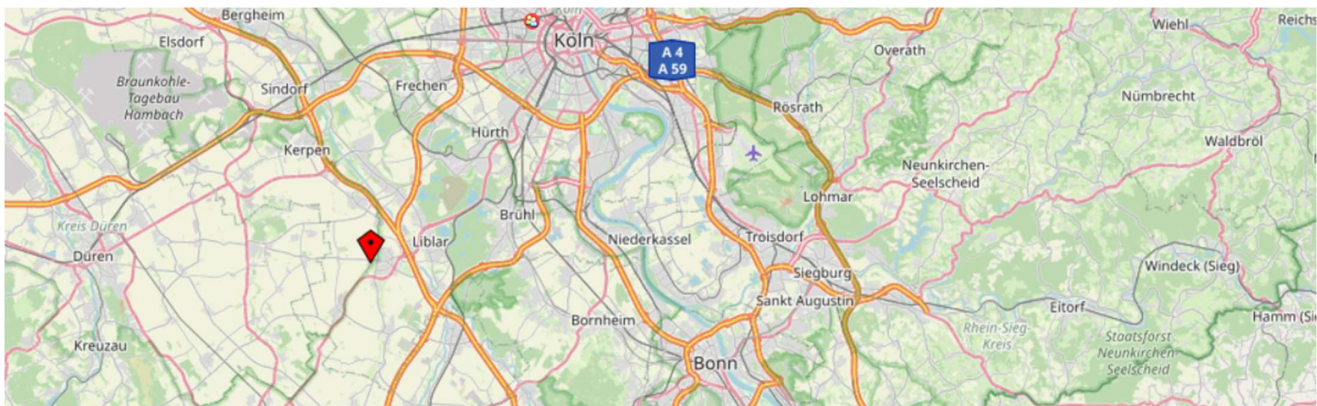 Bergheim
Köln
Wiehl
Reichs
Elsdorf
Köln
Overath
A 4
A 59
Braunkohle-
Tagebau
Hambach
Sindorf
Frechen
Rösrath
Nümbrecht
Hürth
Waldbröl
Kerpen
Neunkirchen-
Seelscheid
Lohmar
Kreis Düren
Brühl
Düren
Liblar
Niederkassel
Troisdorf
Siegburg
Windeck (Sieg)
Sankt Augustin
Eitorf
Bornheim
Hamm (Sie
Rhein-Sieg-
Kreis
Staatsforst
Neunkirchen-
Seelscheid
Kreuzau
Bonn